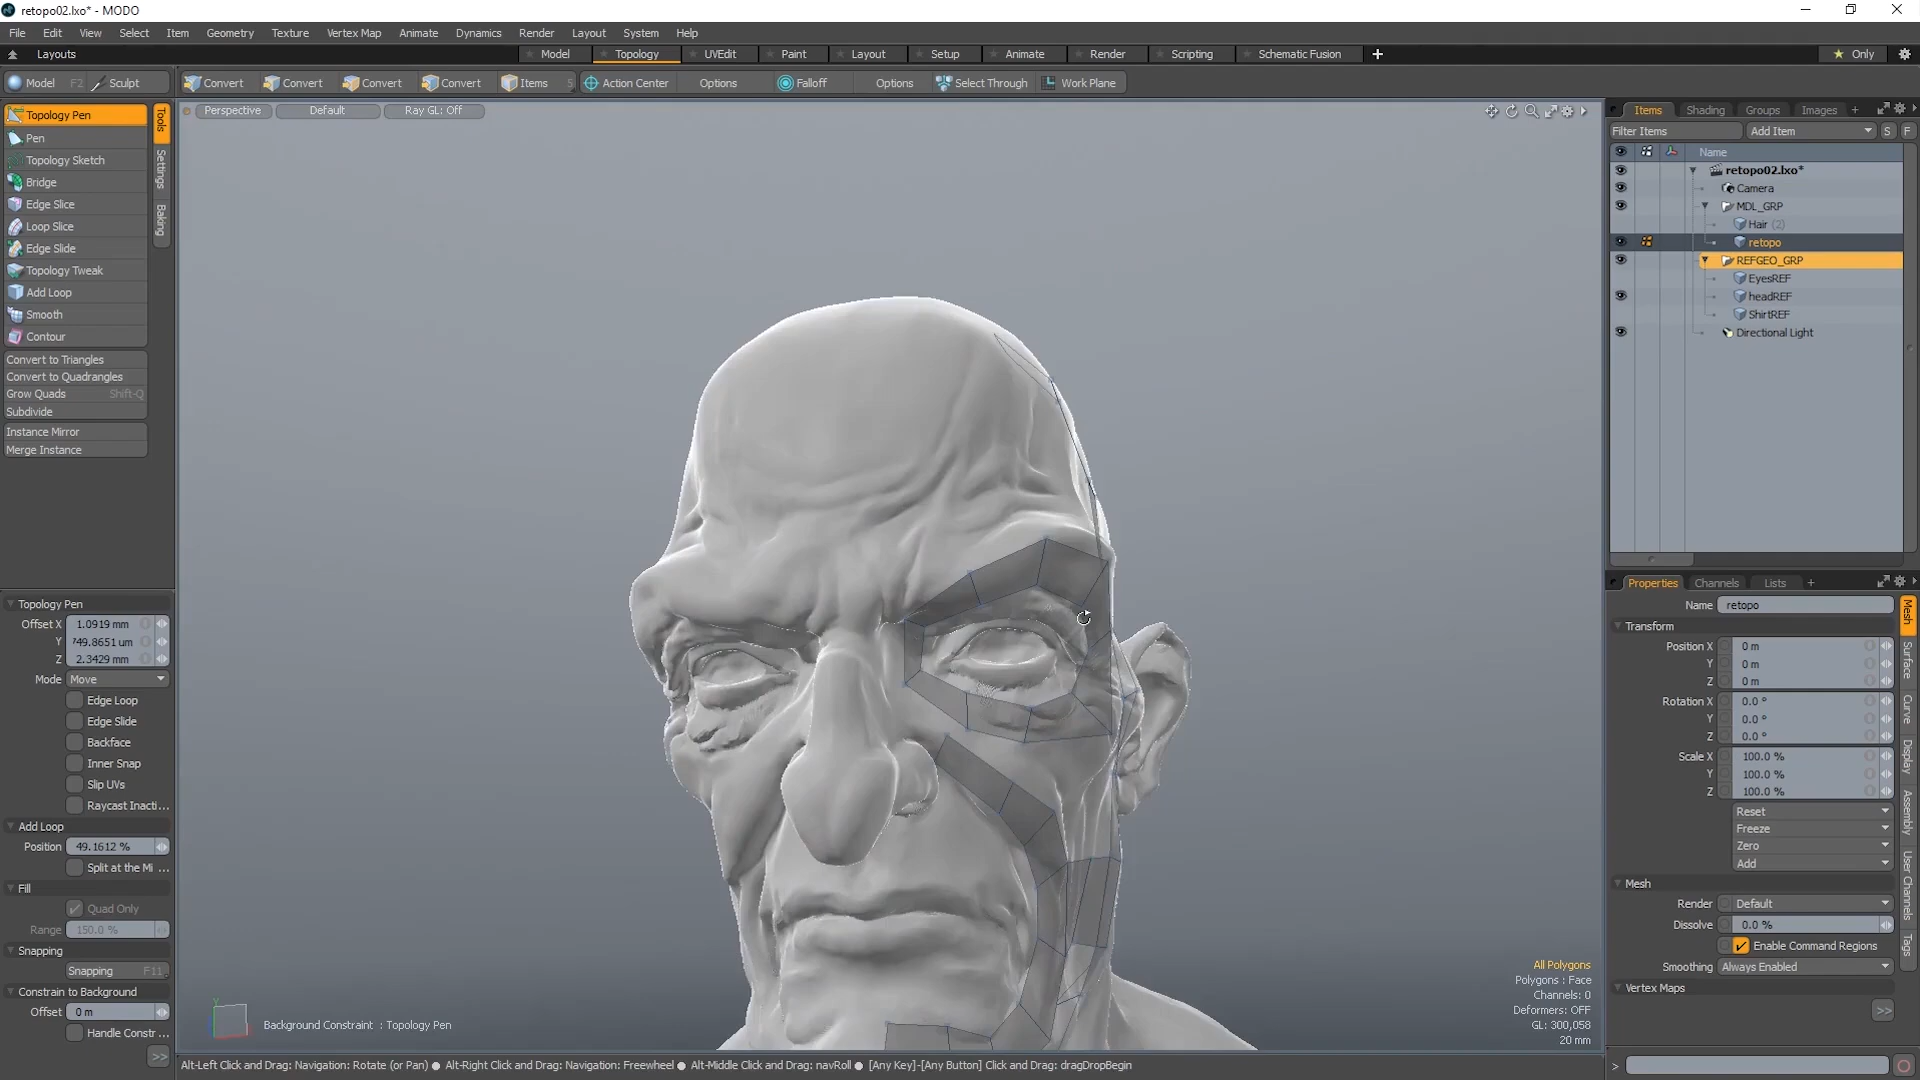 retopo02.lxo* - MODO
File Edit View Select Item Geometry Texture Vertex Map Animate Dynamics Render Layout System Help
Layouts Model Topology UVEdit Paint Layout Setup Animate Render Scripting Schematic Fusion + Only
Model F2 Sculpt Convert Convert Convert Convert Items S Action Center Options Falloff Options Select Through Work Plane
Topology Pen
Pen
Topology Sketch
Bridge
Edge Slice
Loop Slice
Edge Slide
Topology Tweak
Add Loop
Smooth
Contour
Convert to Triangles
Convert to Quadrangles
Grow Quads Shift-Q
Subdivide
Instance Mirror
Merge Instance
Tools
Settings
Baking
Topology Pen
Offset X 1.0919 mm
Y ?49.8651 um
Z 2.3429 mm
Mode Move
Edge Loop
Edge Slide
Backface
Inner Snap
Slip UVs
Raycast Inacti...
Add Loop
Position 49.1612 %
Split at the Mi ...
Fill
Quad Only
Range 150.0 %
Snapping
Snapping F11
Constrain to Background
Offset 0 m
Handle Constr ...
>>
Perspective Default Ray GL: Off
Y
Background Constraint : Topology Pen
All Polygons
Polygons : Face
Channels: 0
Deformers: OFF
GL: 300,058
20 mm
Alt-Left Click and Drag: Navigation: Rotate (or Pan) ● Alt-Right Click and Drag: Navigation: Freewheel ● Alt-Middle Click and Drag: navRoll ● [Any Key]-[Any Button] Click and Drag: dragDropBegin
Items Shading Groups Images +
Filter Items Add Item S F
Name
retopo02.lxo*
Camera
MDL_GRP
Hair (2)
retopo
REFGEO_GRP
EyesREF
headREF
ShirtREF
Directional Light
Properties Channels Lists +
Name retopo
Transform
Position X 0 m
Y 0 m
Z 0 m
Rotation X 0.0 °
Y 0.0 °
Z 0.0 °
Scale X 100.0 %
Y 100.0 %
Z 100.0 %
Reset
Freeze
Zero
Add
Mesh
Render Default
Dissolve 0.0 %
Enable Command Regions
Smoothing Always Enabled
Vertex Maps
>>
Mesh
Surface
Curve
Display
Assembly
User Channels
Tags
>